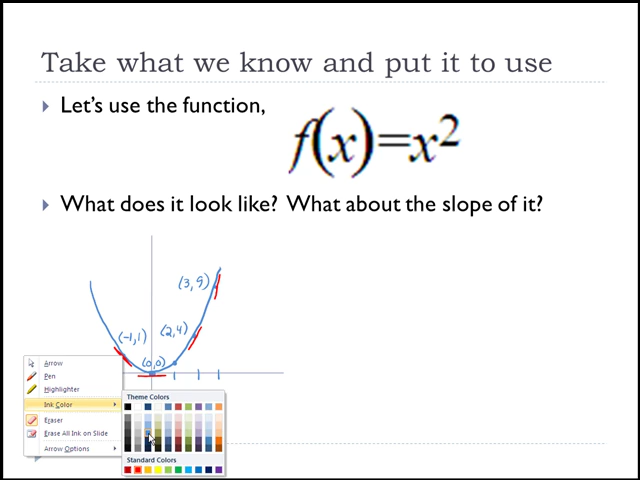 Take what we know and put it to use
Let's use the function,
f(x)=x²
What does it look like? What about the slope of it?
(3,9)
(-1,1) (2,4)
(0,0)
Arrow
Pen
Highlighter
Ink Color
Eraser
Erase All Ink on Slide
Arrow Options
Theme Colors
Standard Colors